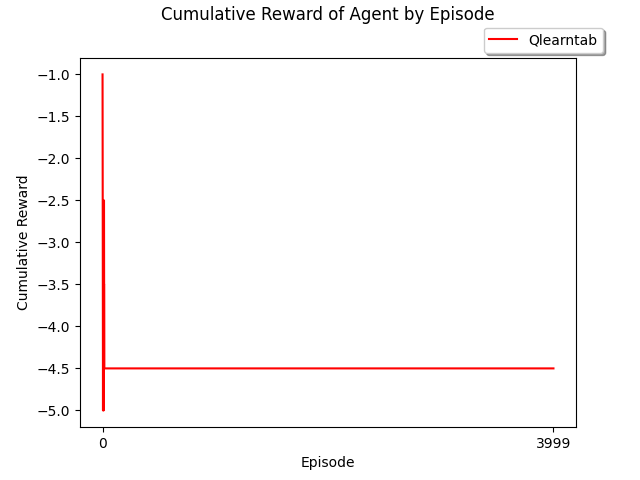 Cumulative Reward of Agent by Episode
Qlearntab
−1.0
−1.5
−2.0
−2.5
−3.0
−3.5
−4.0
−4.5
−5.0
Cumulative Reward
0
3999
Episode